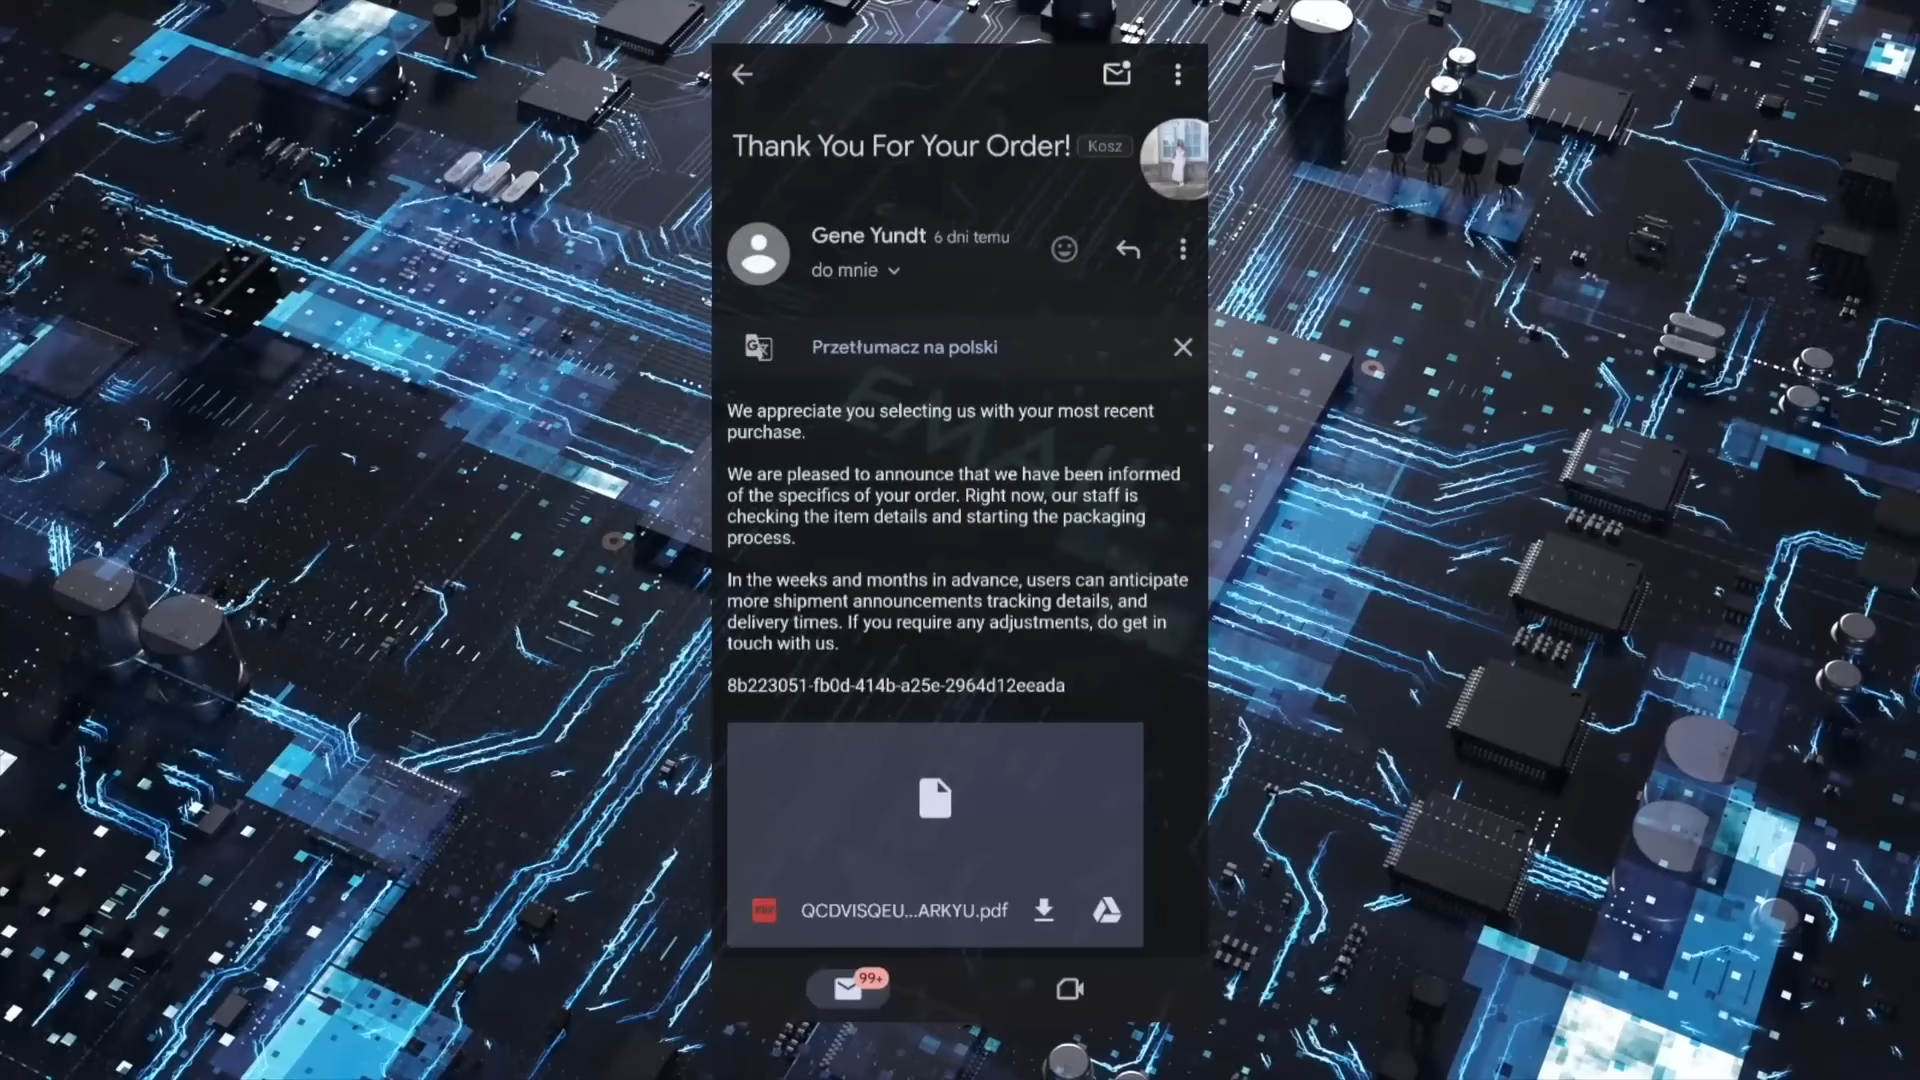 Thank You For Your Order! Kosz
Gene Yundt 6 dni temu
do mnie
Przetłumacz na polski
We appreciate you selecting us with your most recent
purchase.
We are pleased to announce that we have been informed
of the specifics of your order. Right now, our staff is
checking the item details and starting the packaging
process.
In the weeks and months in advance, users can anticipate
more shipment announcements tracking details, and
delivery times. If you require any adjustments, do get in
touch with us.
8b223051-fb0d-414b-a25e-2964d12eeada
PDF QCDVISQEU...ARKYU.pdf
99+